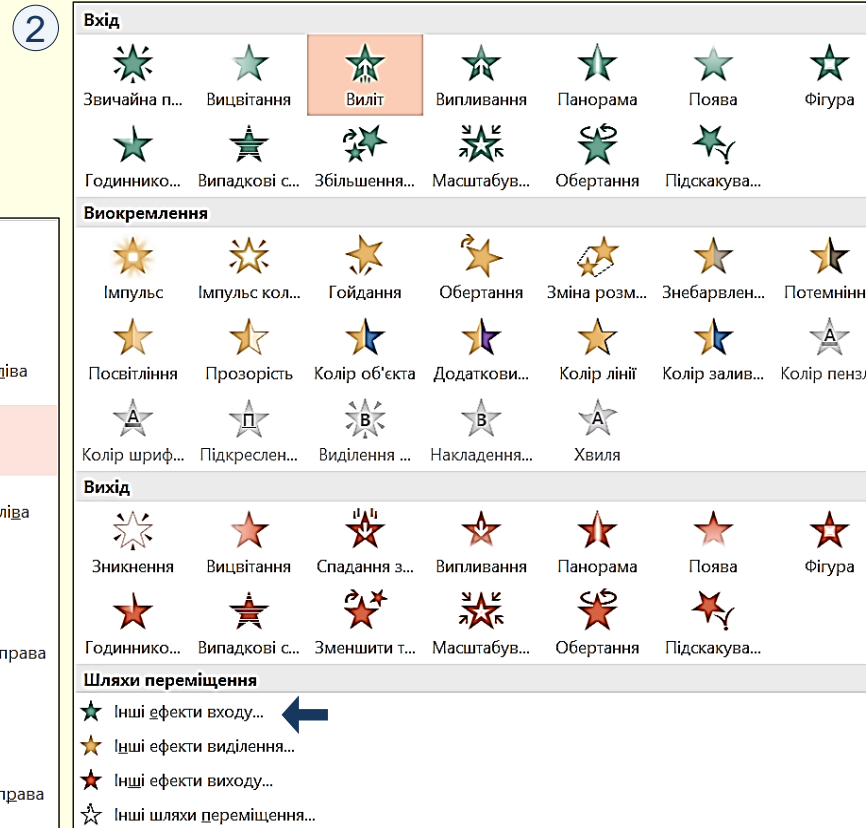 2
Вхід
Звичайна п... Вицвітання Виліт Випливання Панорама Поява Фігура
Годиннико... Випадкові с... Збільшення... Масштабув... Обертання Підскакува...
Виокремлення
Імпульс Імпульс кол... Гойдання Обертання Зміна розм... Знебарвлен... Потемнінн
Посвітління Прозорість Колір об'єкта Додаткови... Колір лінії Колір залив... Колір пензл
Колір шриф... Підкреслен... Виділення ... Накладення... Хвиля
Вихід
Зникнення Вицвітання Спадання з... Випливання Панорама Поява Фігура
Годиннико... Випадкові с... Зменшити т... Масштабув... Обертання Підскакува...
Шляхи переміщення
Інші ефекти входу...
Інші ефекти виділення...
Інші ефекти виходу...
Інші шляхи переміщення...
ліва
ліва
права
права